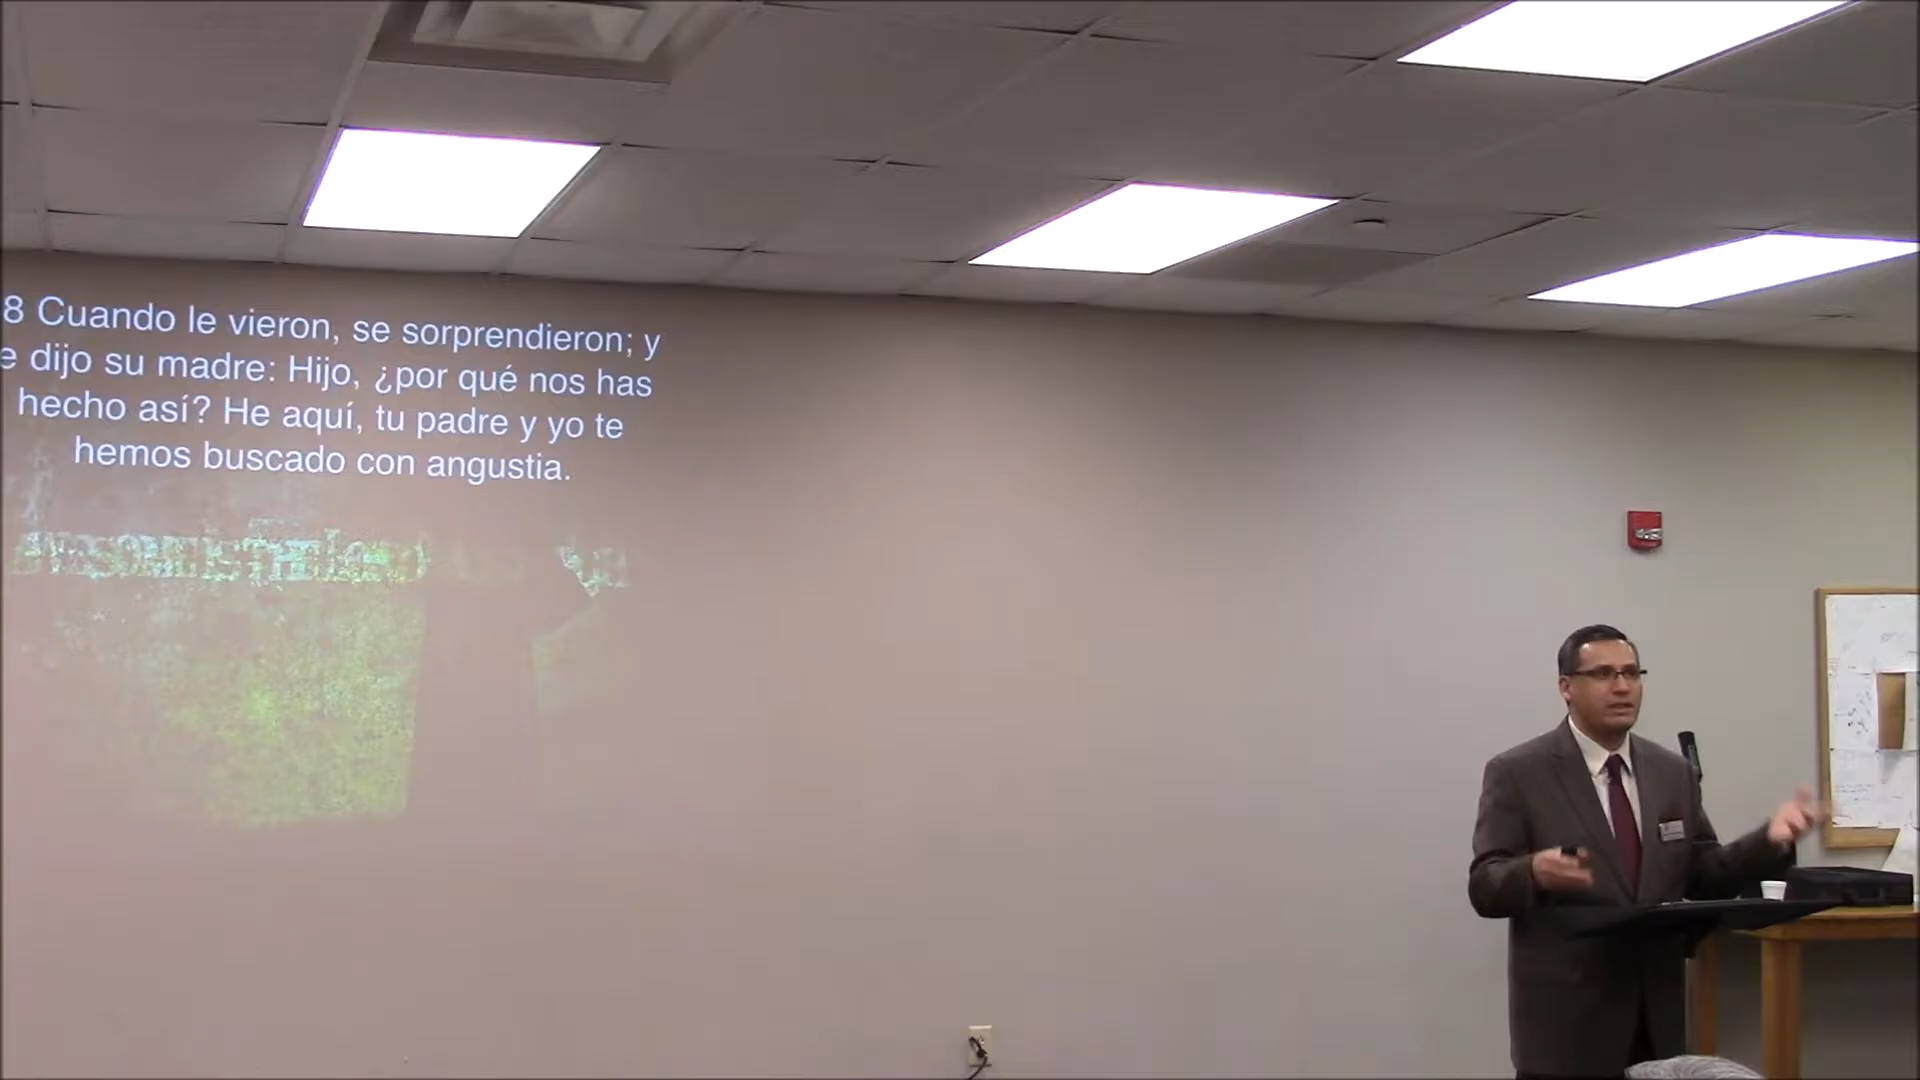 8 Cuando le vieron, se sorprendieron; y
e dijo su madre: Hijo, ¿por qué nos has
hecho así? He aquí, tu padre y yo te
hemos buscado con angustia.